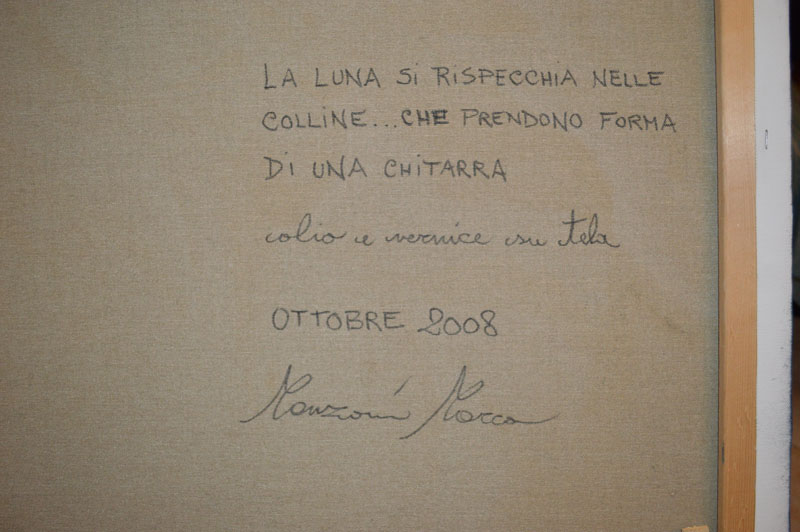 LA LUNA Si RISPECCHIA NELLE
COLLINE...CHE PRENDONO FORMA
Di UNA CHiTARRA
olio e vernice su tela
OTTOBRE 2008
Manzoni Marco